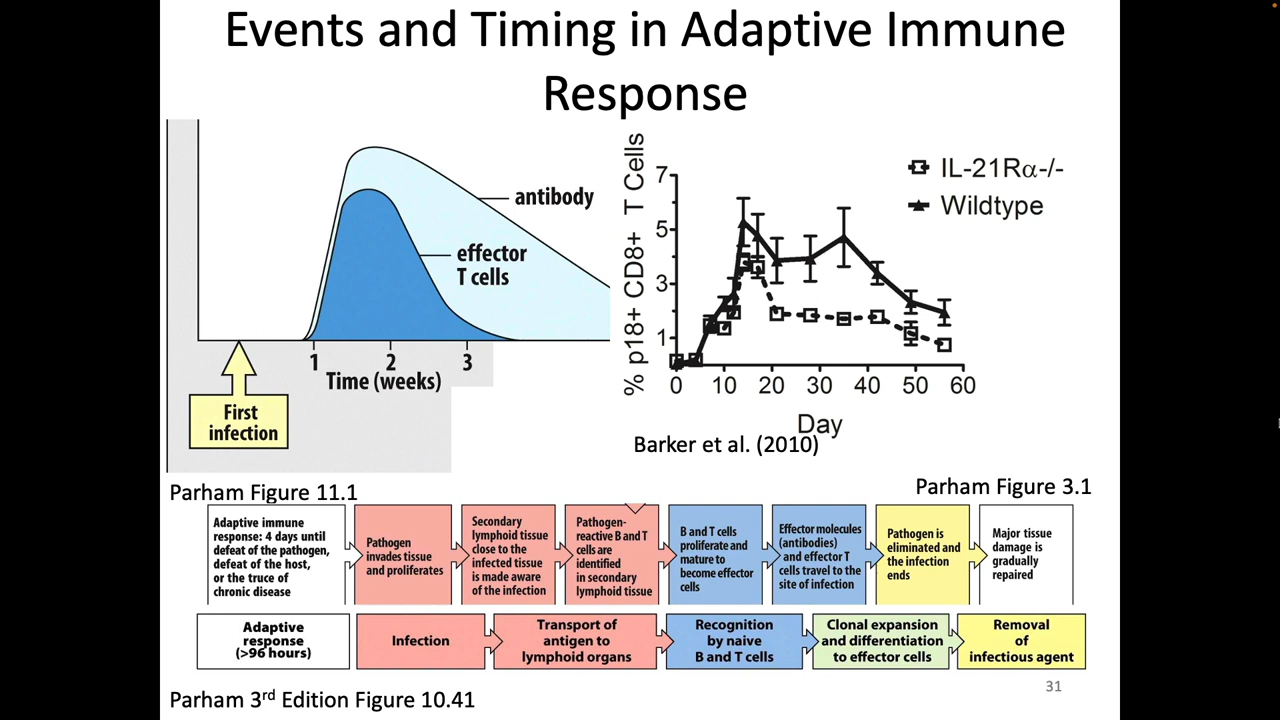 Events and Timing in Adaptive Immune
Response
antibody
effector
T cells
1
2
3
Time (weeks)
First
infection
% p18+ CD8+ T Cells
7
5
3
1
0
10
20
30
40
50
60
Day
IL-21Rα-/-
Wildtype
Barker et al. (2010)
Parham Figure 11.1
Parham Figure 3.1
Adaptive immune
response: 4 days until
defeat of the pathogen,
defeat of the host,
or the truce of
chronic disease
Pathogen
invades tissue
and proliferates
Secondary
lymphoid tissue
close to the
infected tissue
is made aware
of the infection
Pathogen-
reactive B and T
cells are
identified
in secondary
lymphoid tissue
B and T cells
proliferate and
mature to
become effector
cells
Effector molecules
(antibodies)
and effector T
cells travel to the
site of infection
Pathogen is
eliminated and
the infection
ends
Major tissue
damage is
gradually
repaired
Adaptive
response
(>96 hours)
Infection
Transport of
antigen to
lymphoid organs
Recognition
by naive
B and T cells
Clonal expansion
and differentiation
to effector cells
Removal
of
infectious agent
Parham 3rd Edition Figure 10.41
31